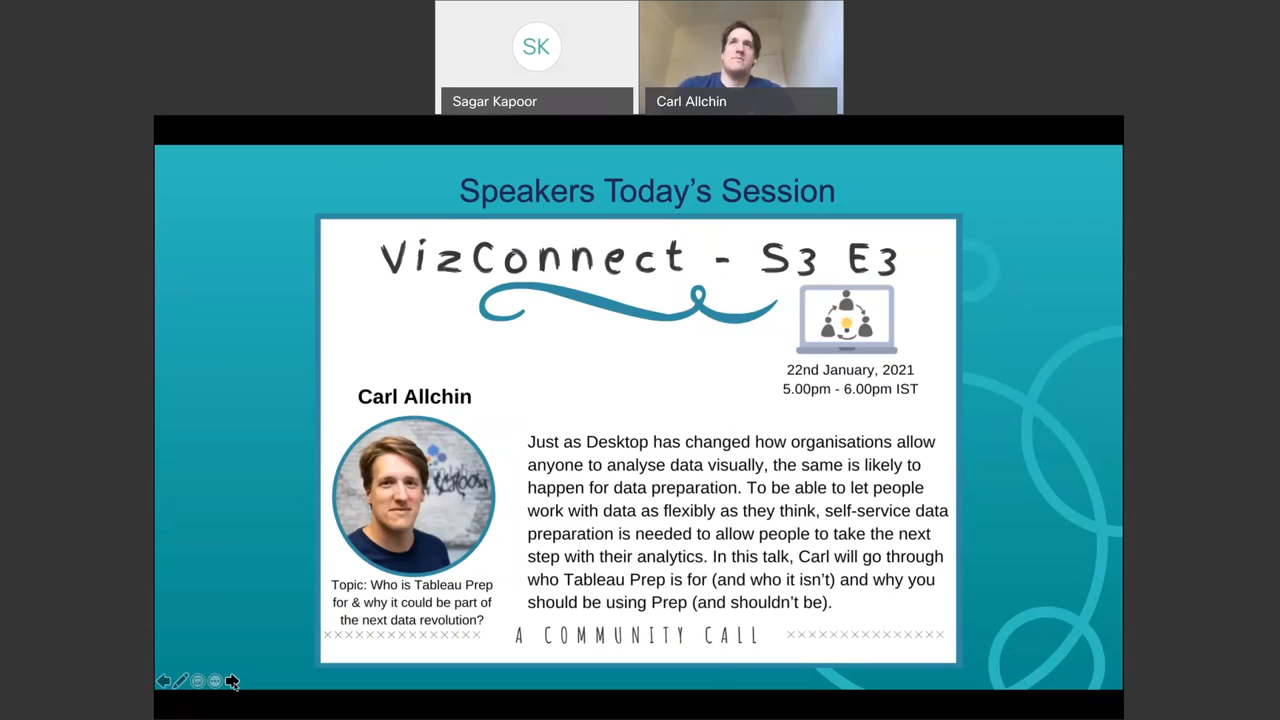 SK
Sagar Kapoor
Carl Allchin
Speakers Today's Session
VizConnect - S3 E3
22nd January, 2021
5.00pm - 6.00pm IST
Carl Allchin
Topic: Who is Tableau Prep
for & why it could be part of
the next data revolution?
Just as Desktop has changed how organisations allow
anyone to analyse data visually, the same is likely to
happen for data preparation. To be able to let people
work with data as flexibly as they think, self-service data
preparation is needed to allow people to take the next
step with their analytics. In this talk, Carl will go through
who Tableau Prep is for (and who it isn't) and why you
should be using Prep (and shouldn't be).
A COMMUNITY CALL